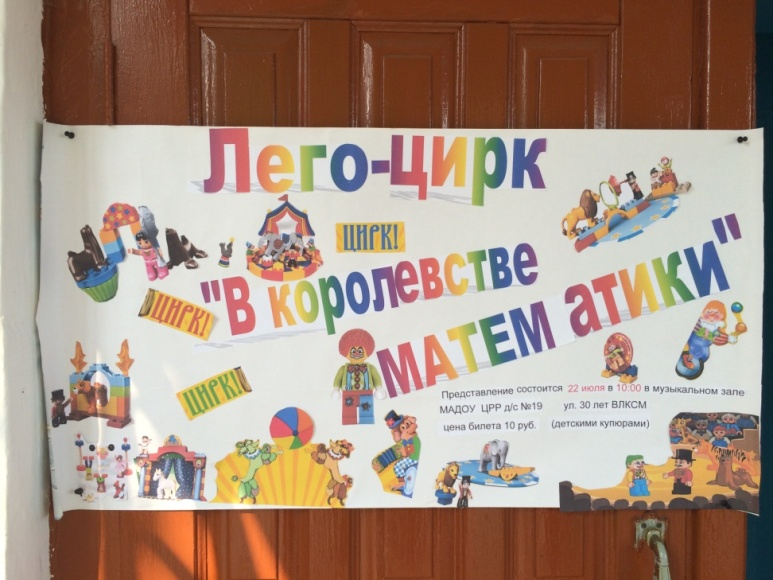 Лего-цирк
ЦИРК!
"В королевстве
ЦИРК!
МАТЕМ атики"
ЦИРК!
Представление состоится 22 июля в 10:00 в музыкальном зале
МАДОУ ЦРР д/с №19 ул. 30 лет ВЛКСМ
цена билета 10 руб. (детскими купюрами)